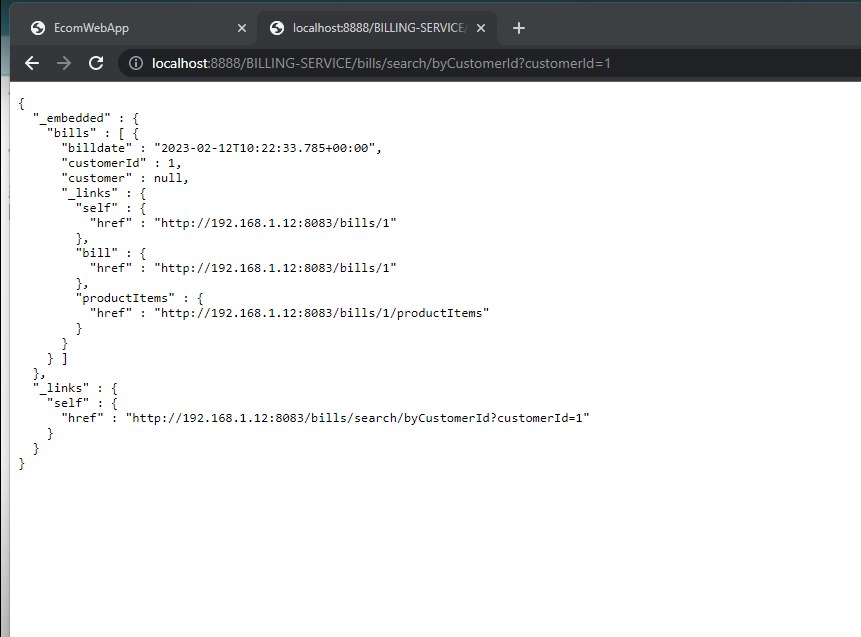 EcomWebApp
localhost:8888/BILLING-SERVICE/
localhost:8888/BILLING-SERVICE/bills/search/byCustomerId?customerId=1
{
  "_embedded" : {
    "bills" : [ {
      "billdate" : "2023-02-12T10:22:33.785+00:00",
      "customerId" : 1,
      "customer" : null,
      "_links" : {
        "self" : {
          "href" : "http://192.168.1.12:8083/bills/1"
        },
        "bill" : {
          "href" : "http://192.168.1.12:8083/bills/1"
        },
        "productItems" : {
          "href" : "http://192.168.1.12:8083/bills/1/productItems"
        }
      }
    } ]
  },
  "_links" : {
    "self" : {
      "href" : "http://192.168.1.12:8083/bills/search/byCustomerId?customerId=1"
    }
  }
}